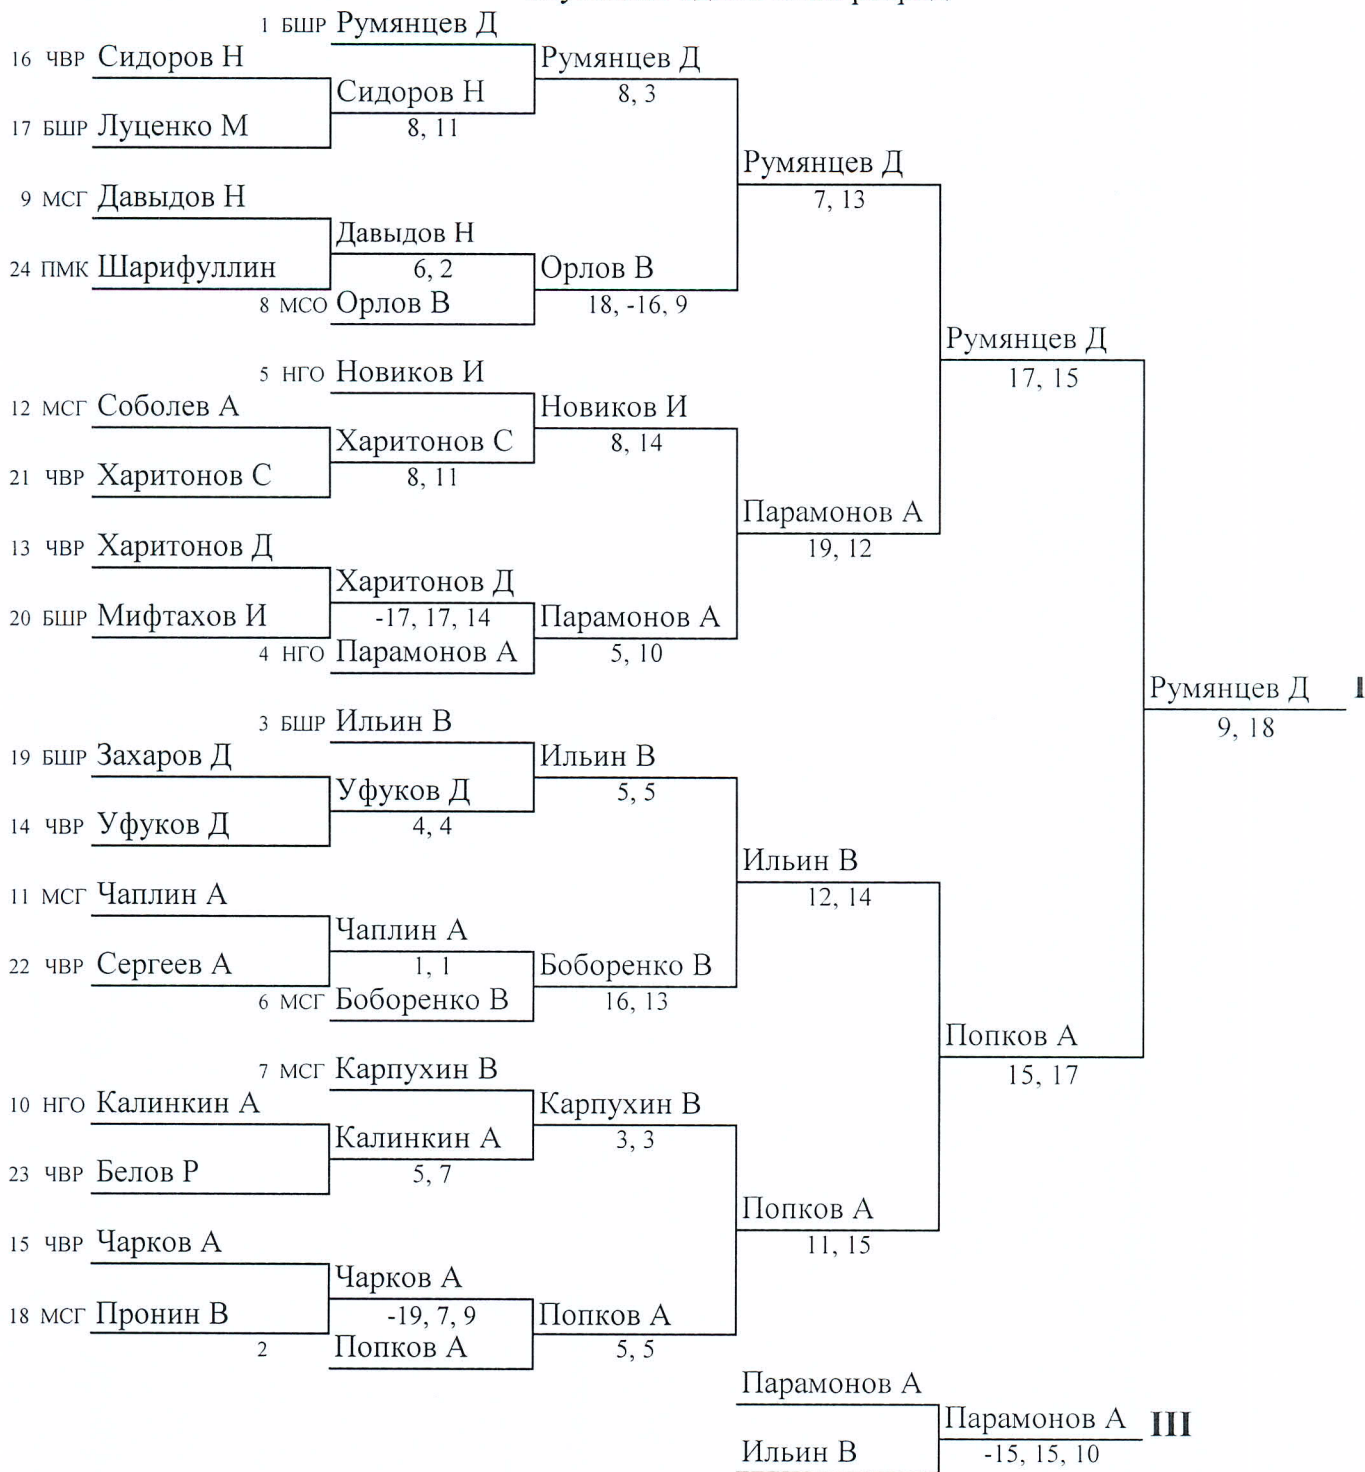 1 БШР Румянцев Д
16 ЧВР Сидоров Н
Румянцев Д
8, 3
Сидоров Н
8, 11
17 БШР Луценко М
Румянцев Д
7, 13
9 МСГ Давыдов Н
Давыдов Н
6, 2
24 ПМК Шарифуллин
Орлов В
18, -16, 9
8 МСО Орлов В
Румянцев Д
17, 15
5 НГО Новиков И
12 МСГ Соболев А
Новиков И
8, 14
Харитонов С
8, 11
21 ЧВР Харитонов С
Парамонов А
19, 12
13 ЧВР Харитонов Д
Харитонов Д
-17, 17, 14
20 БШР Мифтахов И
Парамонов А
5, 10
4 НГО Парамонов А
Румянцев Д I
9, 18
3 БШР Ильин В
19 БШР Захаров Д
Ильин В
5, 5
Уфуков Д
4, 4
14 ЧВР Уфуков Д
Ильин В
12, 14
11 МСГ Чаплин А
Чаплин А
1, 1
22 ЧВР Сергеев А
Боборенко В
16, 13
6 МСГ Боборенко В
Попков А
15, 17
7 МСГ Карпухин В
10 НГО Калинкин А
Карпухин В
3, 3
Калинкин А
5, 7
23 ЧВР Белов Р
Попков А
11, 15
15 ЧВР Чарков А
Чарков А
-19, 7, 9
18 МСГ Пронин В
Попков А
5, 5
2 Попков А
Парамонов А
Парамонов А III
-15, 15, 10
Ильин В